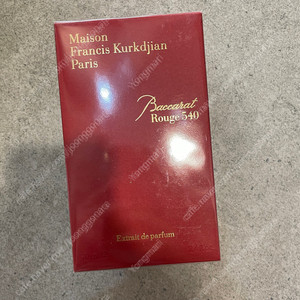 Maison
Francis Kurkdjian
Paris
Baccarat
Rouge 540
Extrait de parfum